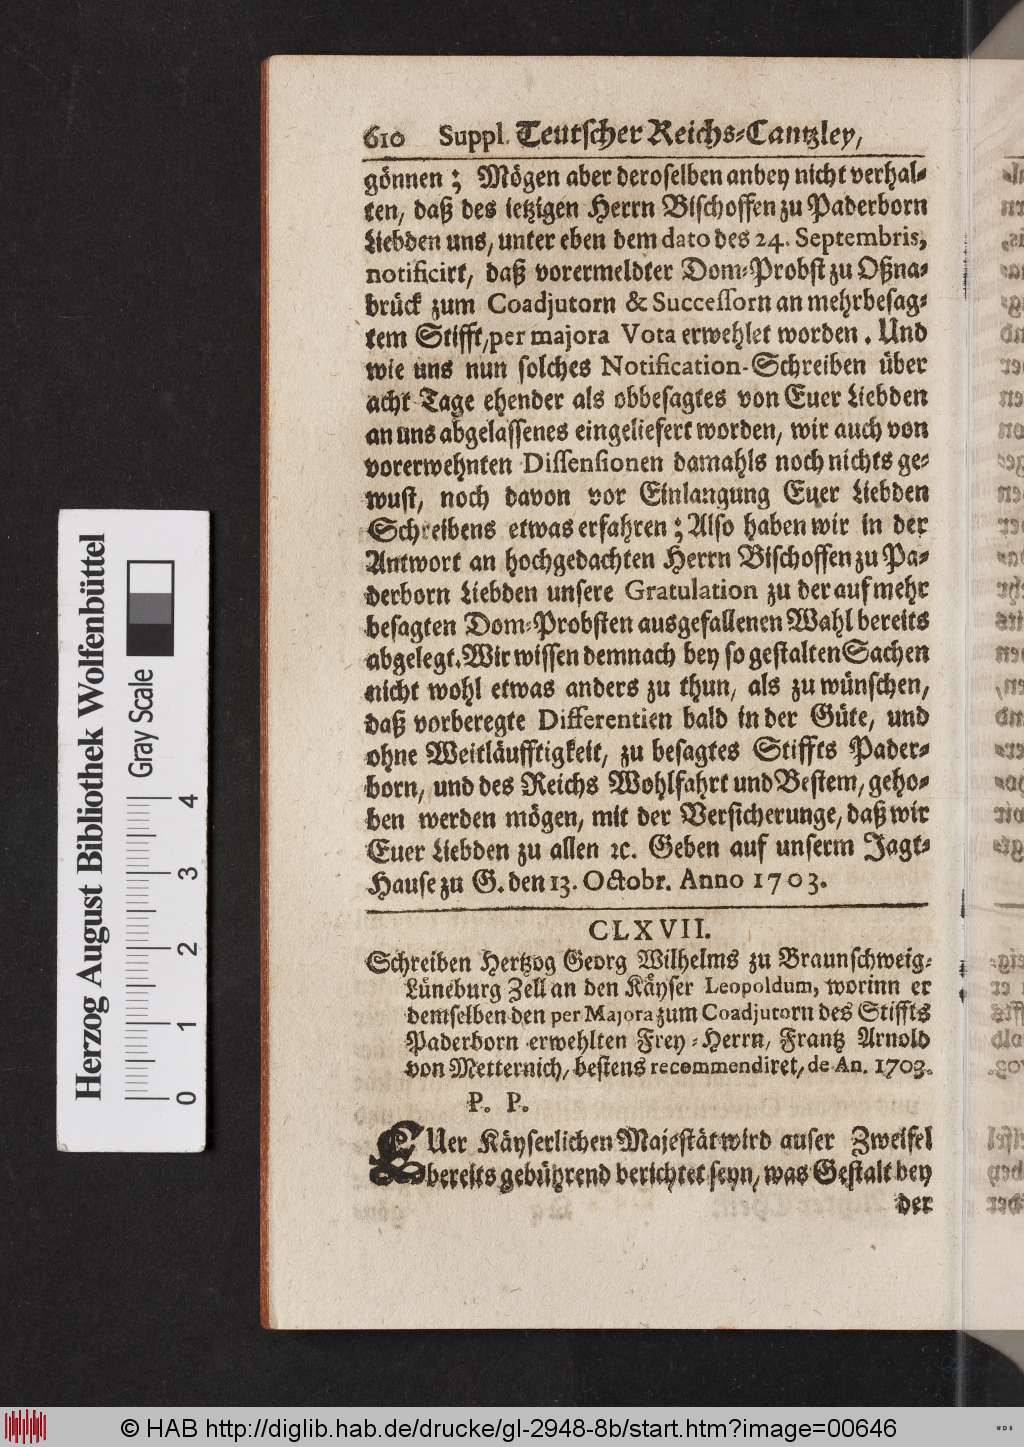 610 Suppl. Teutscher Reichs-Cantzley,
gönnen; Mögen aber deroselben anbey nicht verhal-
ten, daß des ietzigen Herrn Bischoffen zu Paderborn
Liebden uns, unter eben dem dato des 24. Septembris,
notificirt, daß vorermeldter Dom-Probst zu Oßna-
brück zum Coadjutorn & Successorn an mehrbesag-
tem Stifft, per majora Vota erwehlet worden. Und
wie uns nun solches Notification-Schreiben über
acht Tage ehender als obbesagtes von Euer Liebden
an uns abgelassenes eingeliefert worden, wir auch von
vorerwehnten Dissensionen damahls noch nichts ge-
wust, noch davon vor Einlangung Euer Liebden
Schreibens etwas erfahren; Also haben wir in der
Antwort an hochgedachten Herrn Bischoffen zu Pa-
derborn Liebden unsere Gratulation zu der auf mehr
besagten Dom-Probsten ausgefallenen Wahl bereits
abgelegt. Wir wissen demnach bey so gestalten Sachen
nicht wohl etwas anders zu thun, als zu wünschen,
daß vorberegte Differentien bald in der Güte, und
ohne Weitläufftigkeit, zu besagtes Stiffts Pader-
born, und des Reichs Wohlfahrt und Bestem, geho-
ben werden mögen, mit der Versicherunge, daß wir
Euer Liebden zu allen ꝛc. Geben auf unserm Jagt-
Hause zu G. den 13. Octobr. Anno 1703.
CLXVII.
Schreiben Hertzog Georg Wilhelms zu Braunschweig-
Lüneburg Zell an den Käyser Leopoldum, worinn er
demselben den per Majora zum Coadjutorn des Stiffts
Paderborn erwehlten Frey-Herrn, Frantz Arnold
von Metternich, bestens recommendiret, de An. 1703.
P. P.
EUer Käyserlichen Majestät wird auser Zweifel
bereits gebührend berichtet seyn, was Gestalt bey
der
Herzog August Bibliothek Wolfenbüttel
Gray Scale
0 1 2 3 4
© HAB http://diglib.hab.de/drucke/gl-2948-8b/start.htm?image=00646